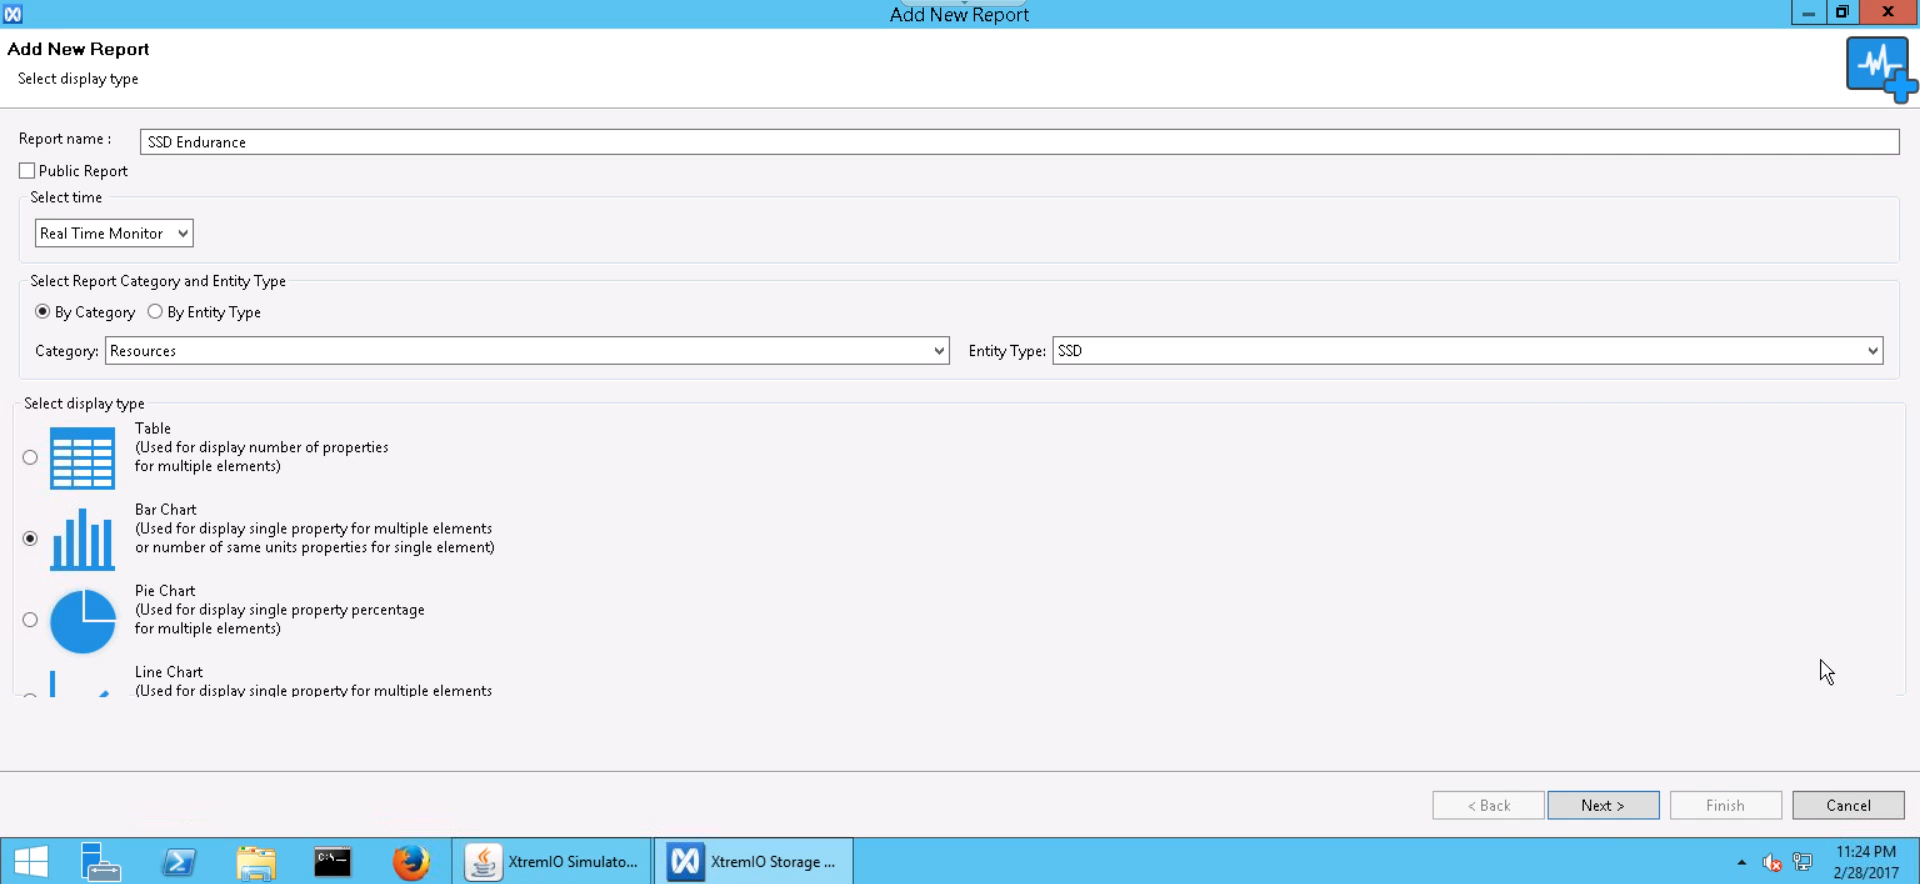 Add New Report
Add New Report
Select display type
Report name :
SSD Endurance
Public Report
Select time
Real Time Monitor
Select Report Category and Entity Type
By Category
By Entity Type
Category:
Resources
Entity Type:
SSD
Select display type
Table
(Used for display number of properties
for multiple elements)
Bar Chart
(Used for display single property for multiple elements
or number of same units properties for single element)
Pie Chart
(Used for display single property percentage
for multiple elements)
Line Chart
(Used for display single property for multiple elements
< Back
Next >
Finish
Cancel
C:\_
XtremIO Simulato...
XtremIO Storage ...
11:24 PM
2/28/2017